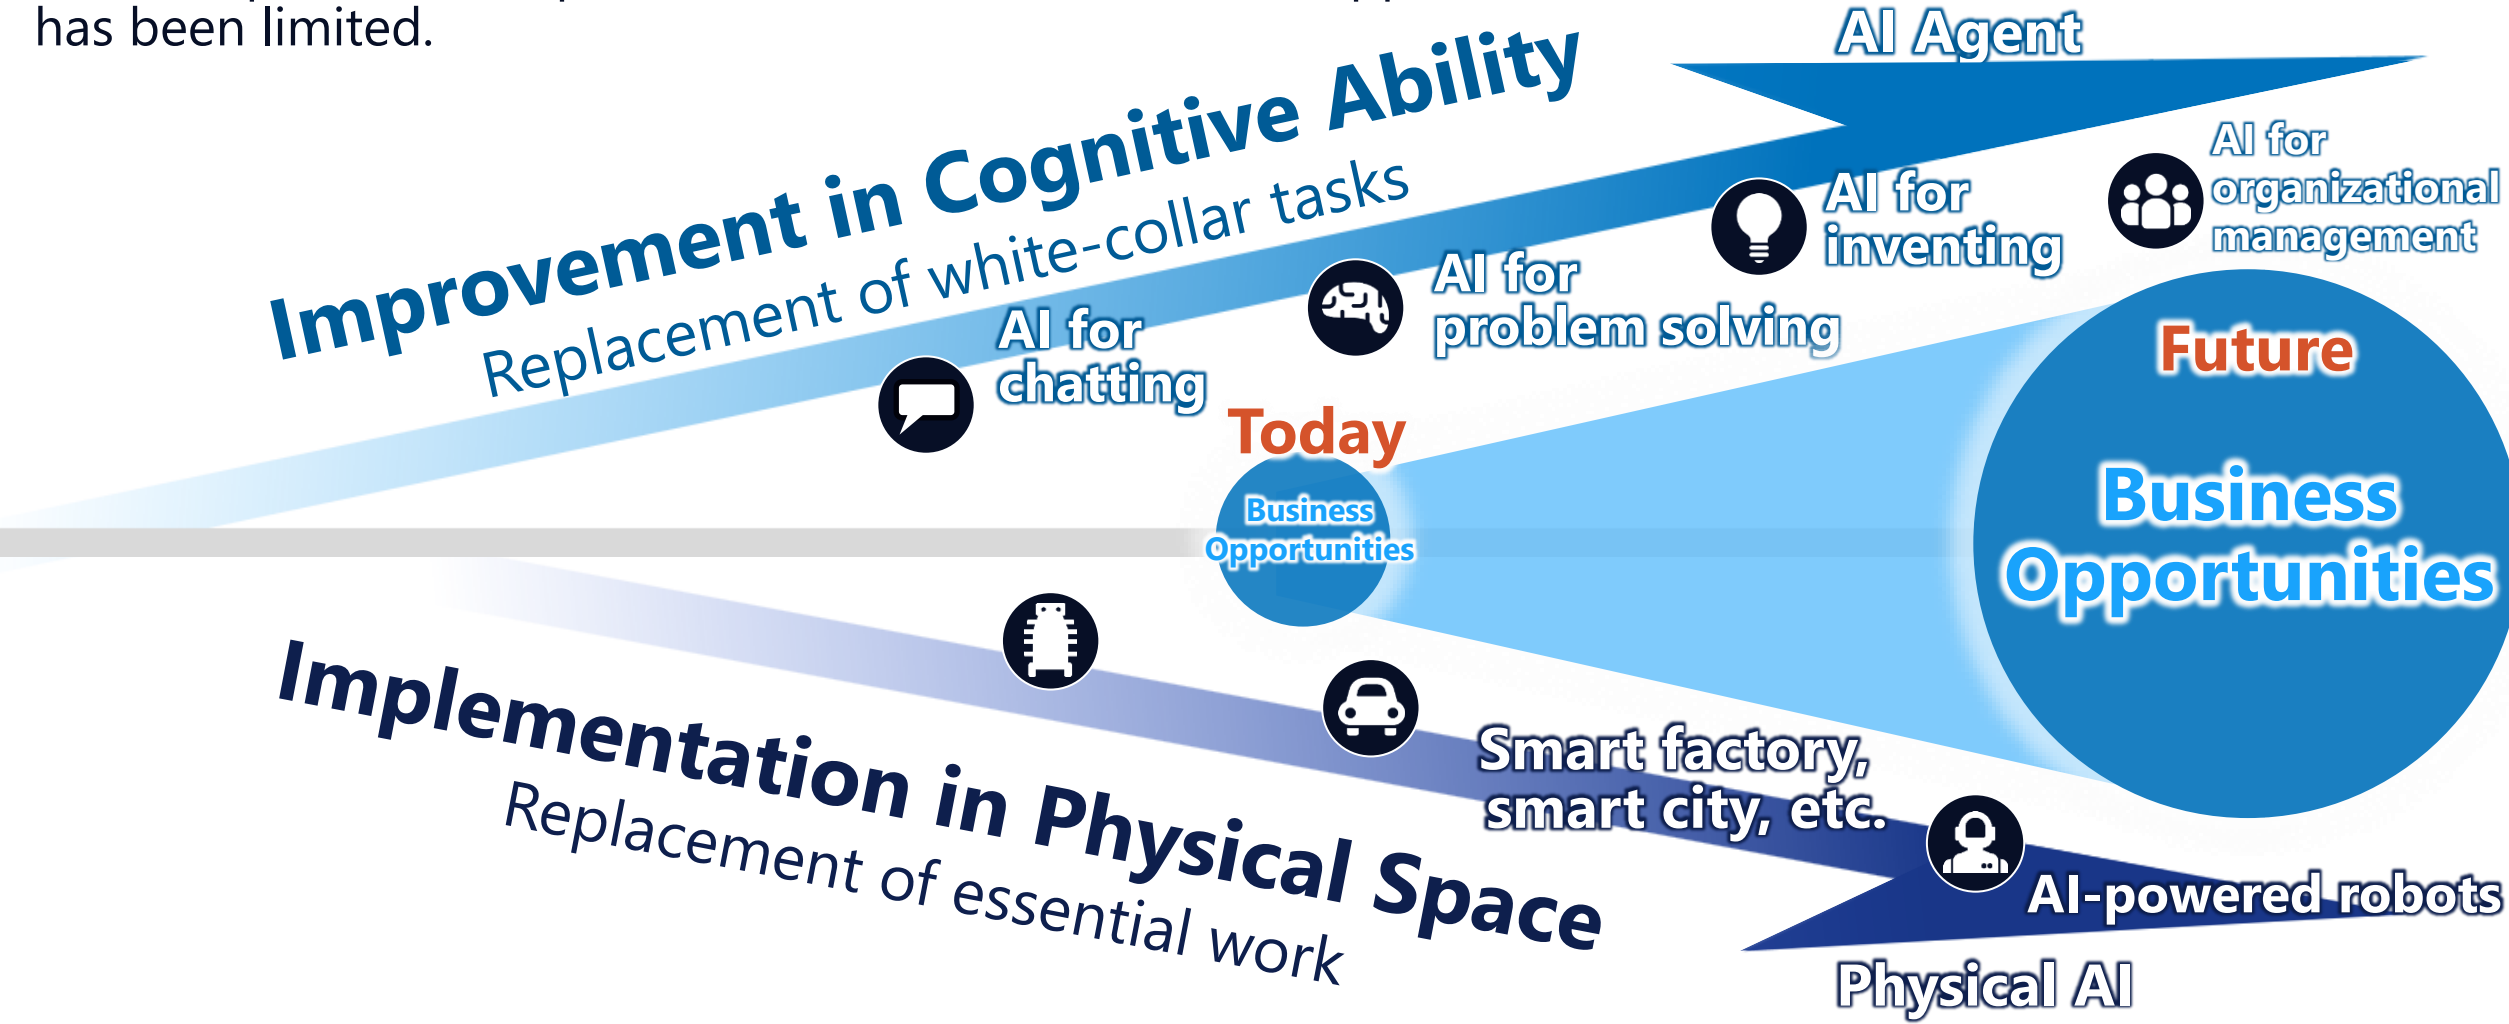 has been limited.
AI Agent
Improvement in Cognitive Ability
Replacement of white-collar tasks
AI for
organizational
management
AI for
inventing
AI for
problem solving
AI for
chatting
Today
Business
Opportunities
Future
Business
Opportunities
Implementation in Physical Space
Replacement of essential work
Smart factory,
smart city, etc.
AI-powered robots
Physical AI